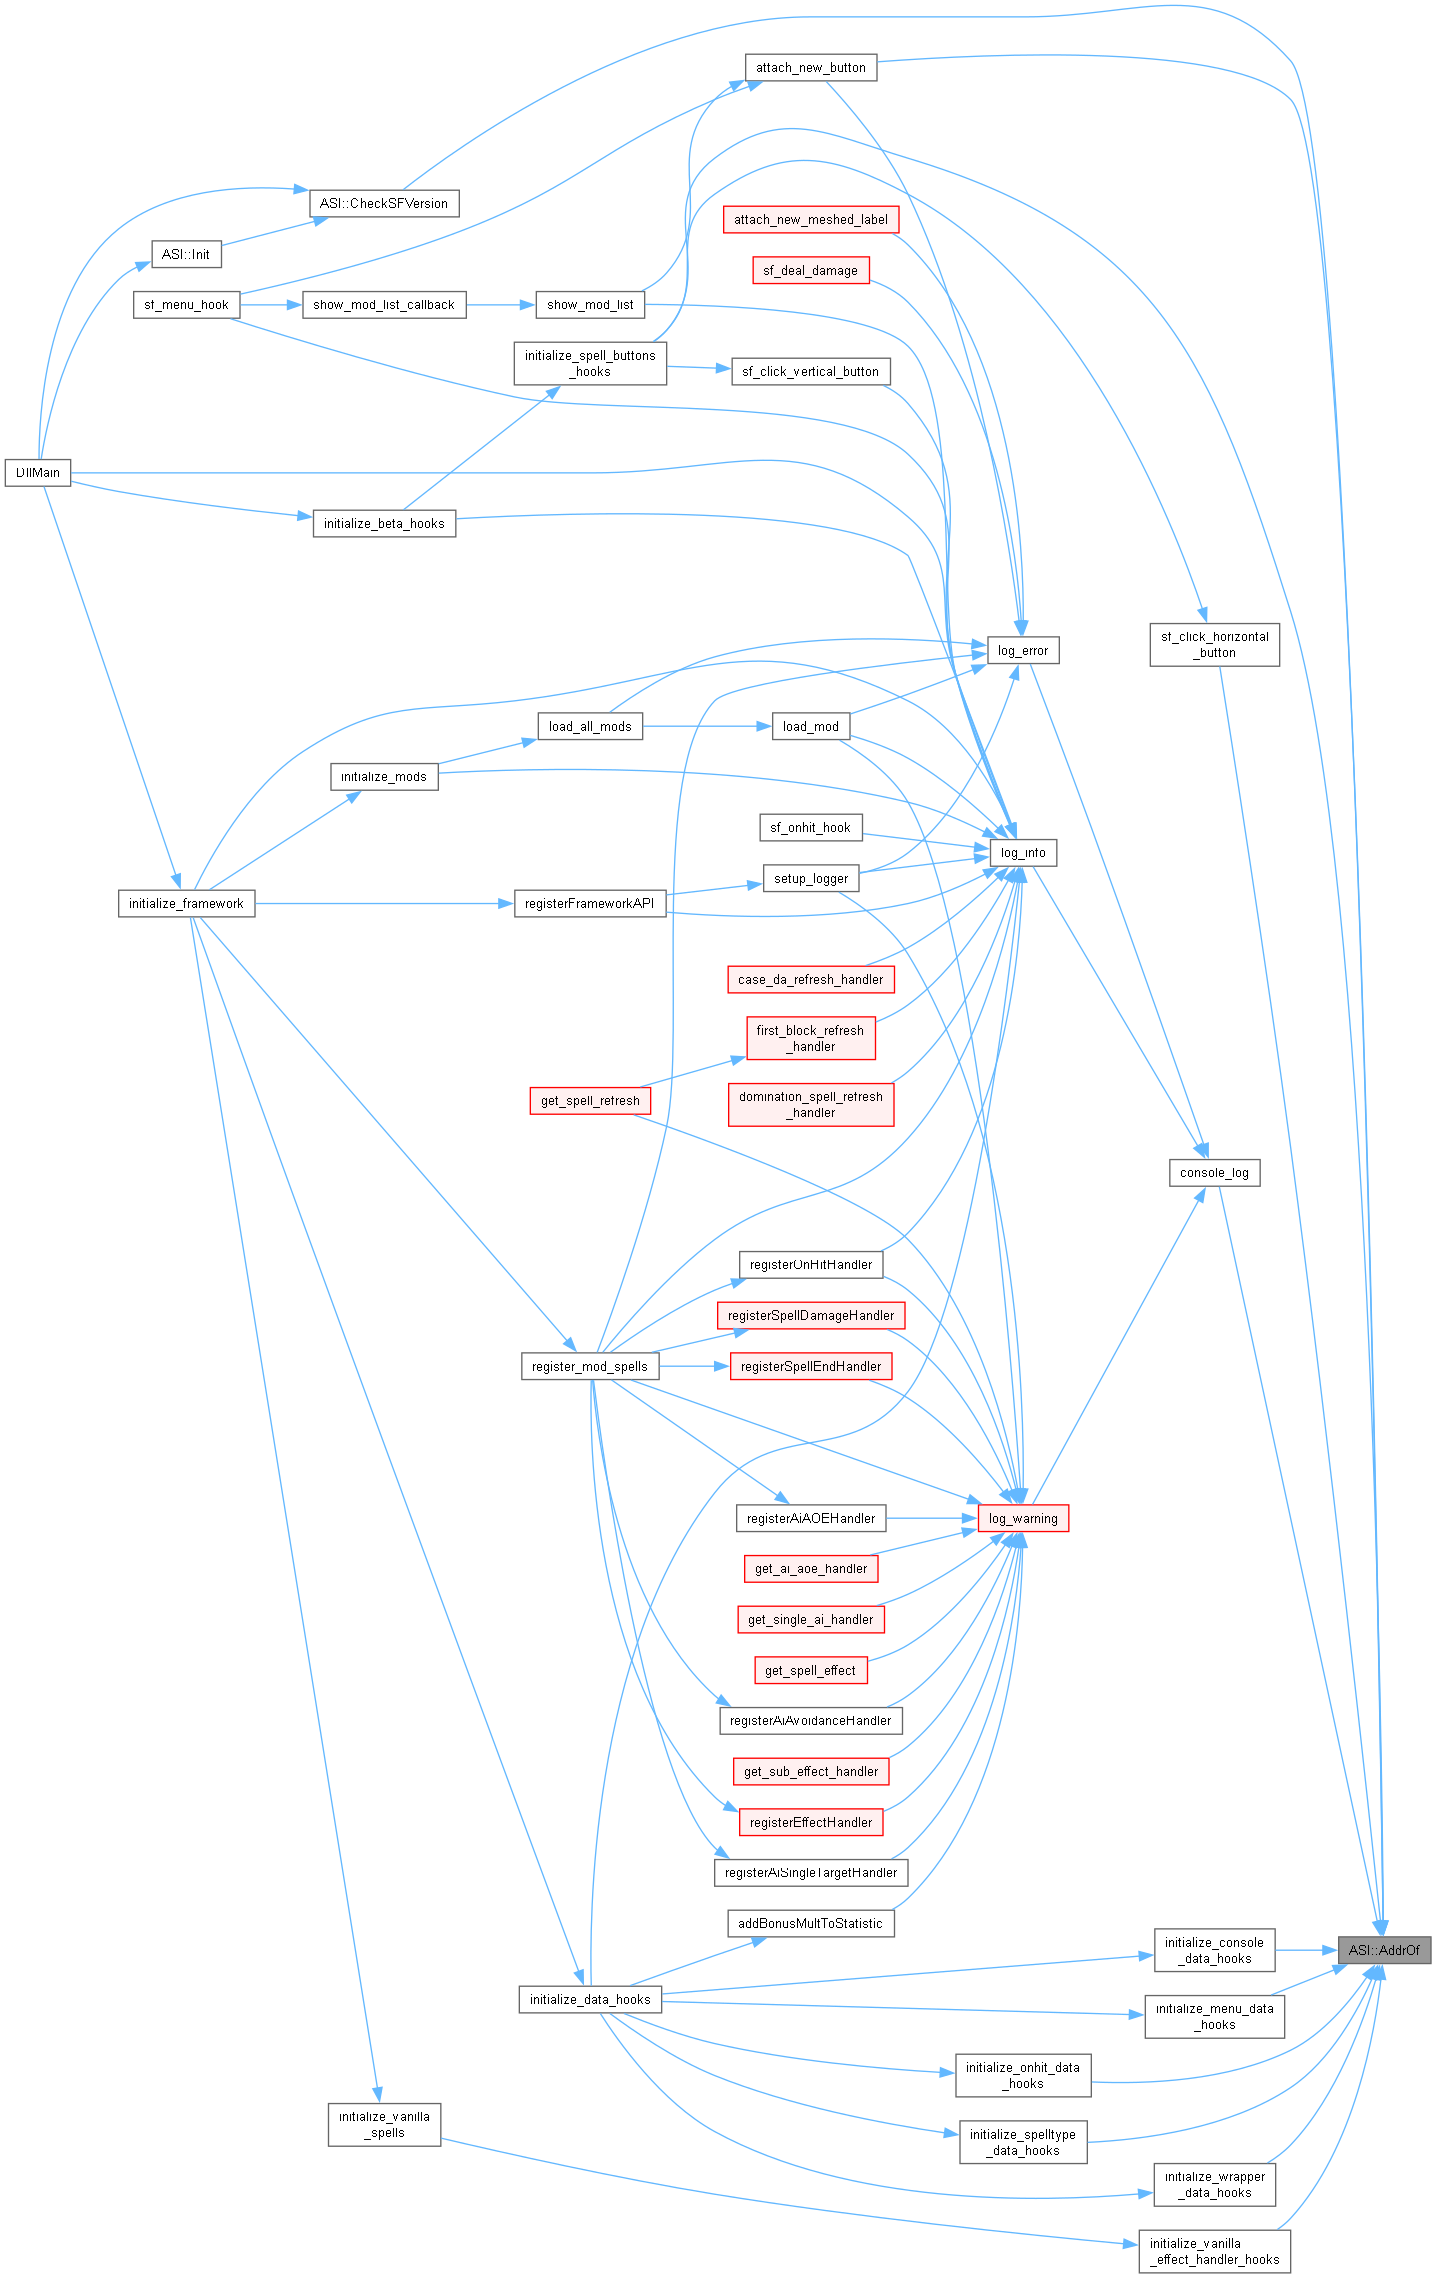 attach_new_button
ASI::CheckSFVersion
attach_new_meshed_label
ASI::Init
sf_deal_damage
sf_menu_hook
show_mod_list_callback
show_mod_list
initialize_spell_buttons
_hooks
sf_click_vertical_button
DllMain
initialize_beta_hooks
sf_click_horizontal
_button
log_error
load_all_mods
load_mod
initialize_mods
sf_onhit_hook
log_info
setup_logger
initialize_framework
registerFrameworkAPI
case_da_refresh_handler
first_block_refresh
_handler
get_spell_refresh
domination_spell_refresh
_handler
console_log
registerOnHitHandler
registerSpellDamageHandler
register_mod_spells
registerSpellEndHandler
registerAiAOEHandler
log_warning
get_ai_aoe_handler
get_single_ai_handler
get_spell_effect
registerAiAvoidanceHandler
get_sub_effect_handler
registerEffectHandler
registerAiSingleTargetHandler
addBonusMultToStatistic
initialize_console
_data_hooks
ASI::AddrOf
initialize_data_hooks
initialize_menu_data
_hooks
initialize_onhit_data
_hooks
initialize_vanilla
_spells
initialize_spelltype
_data_hooks
initialize_wrapper
_data_hooks
initialize_vanilla
_effect_handler_hooks